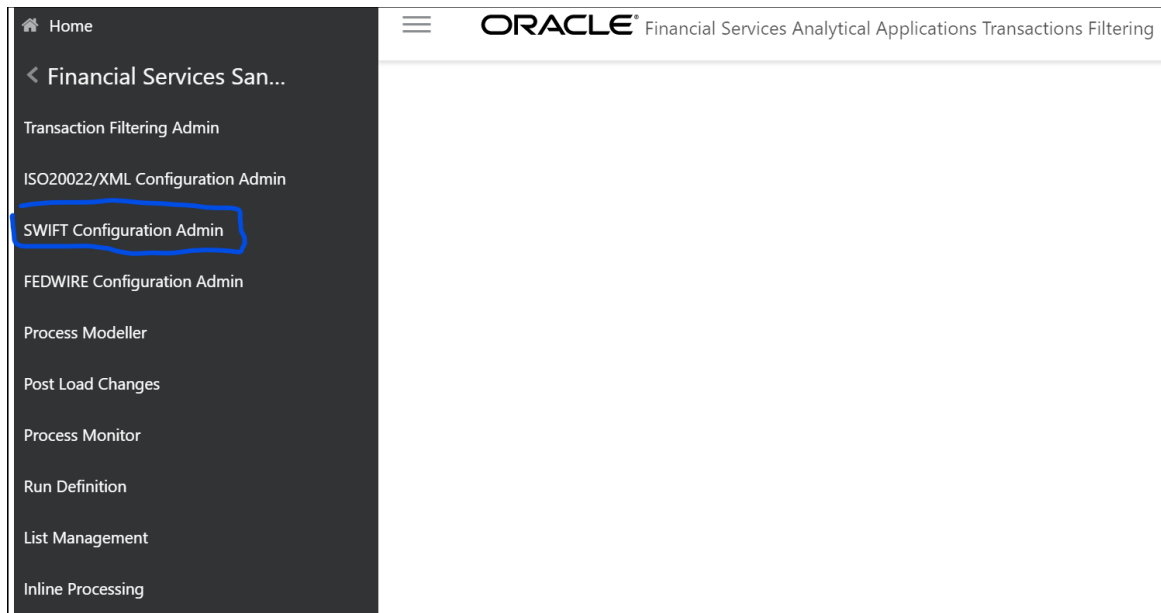 Home
ORACLE® Financial Services Analytical Applications Transactions Filtering
Financial Services San...
Transaction Filtering Admin
ISO20022/XML Configuration Admin
SWIFT Configuration Admin
FEDWIRE Configuration Admin
Process Modeller
Post Load Changes
Process Monitor
Run Definition
List Management
Inline Processing